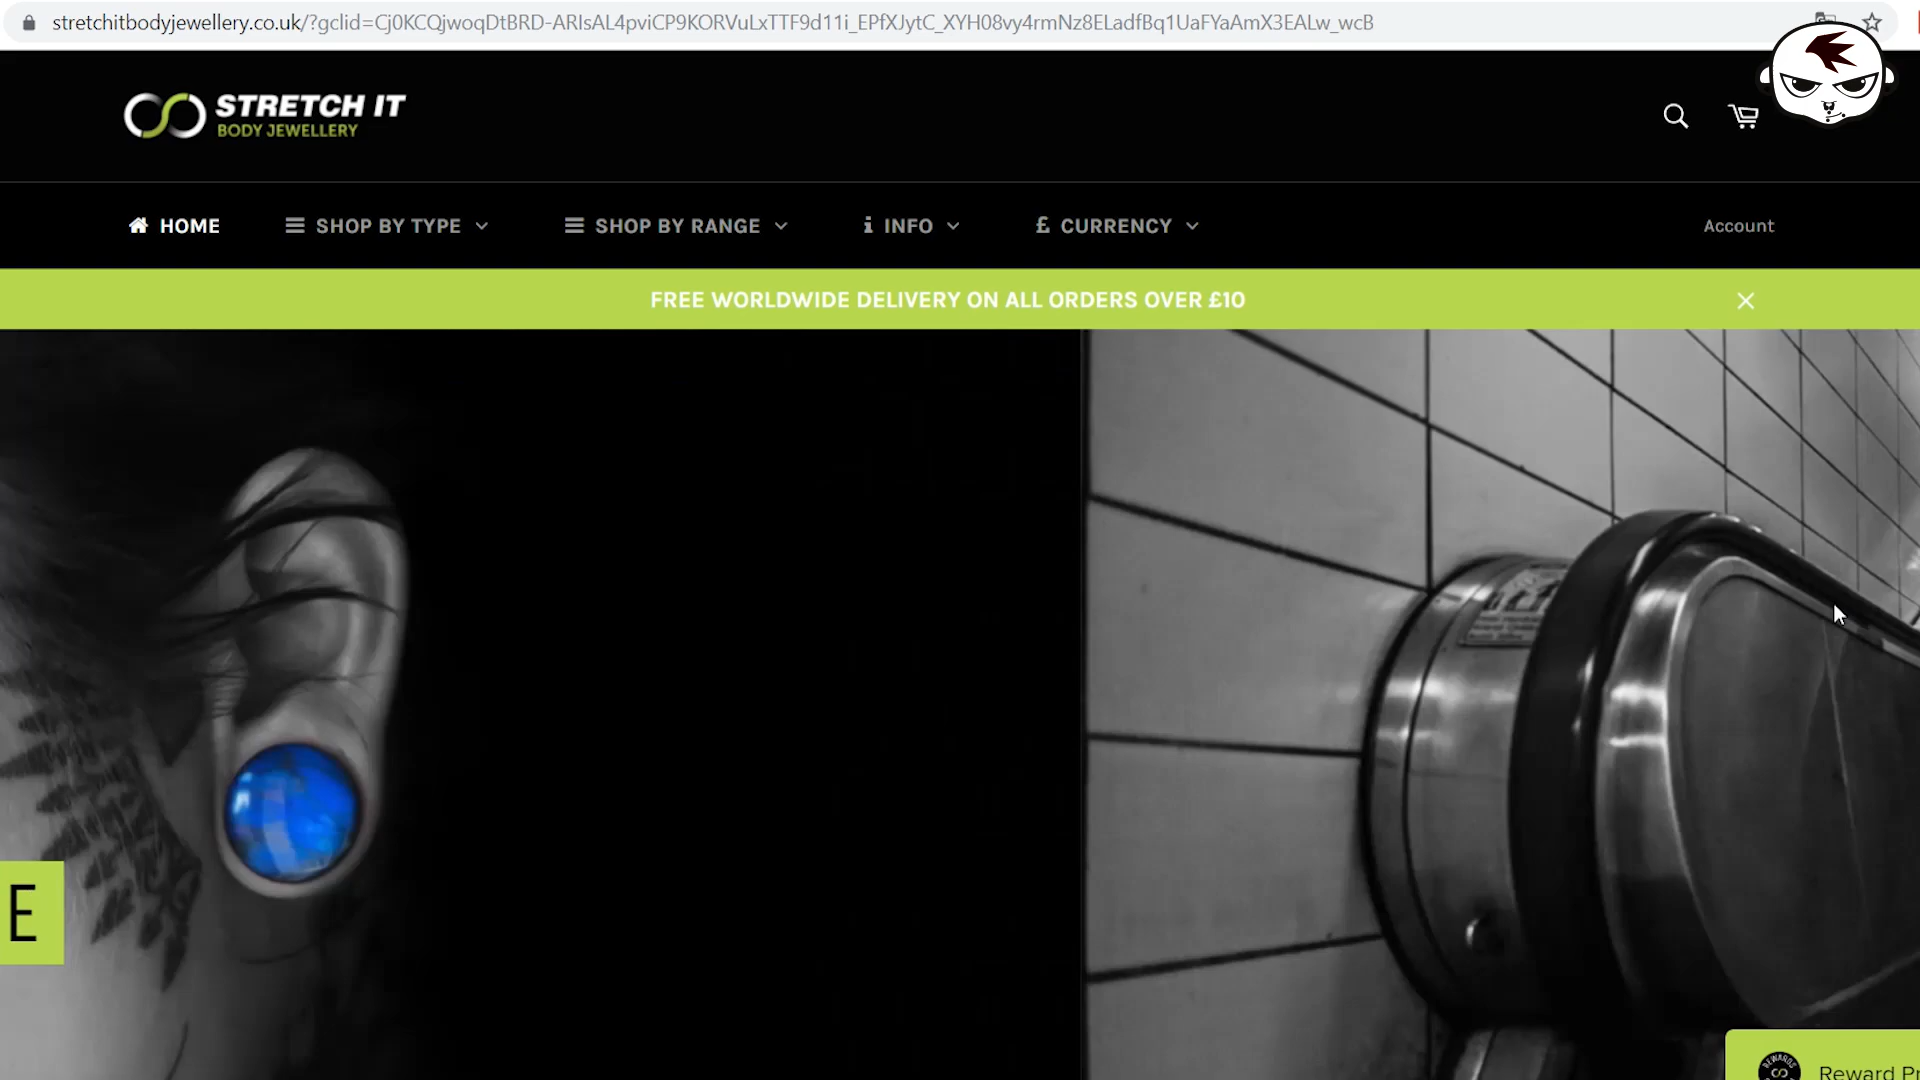 stretchitbodyjewellery.co.uk/?gclid=Cj0KCQjwoqDtBRD-ARIsAL4pviCP9KORVuLxTTF9d11i_EPfXJytC_XYH08vy4rmNz8ELadfBq1UaFYaAmX3EALw_wcB
STRETCH IT
BODY JEWELLERY
HOME
SHOP BY TYPE
SHOP BY RANGE
INFO
£ CURRENCY
Account
FREE WORLDWIDE DELIVERY ON ALL ORDERS OVER £10
E
REWARDS
Reward Pr